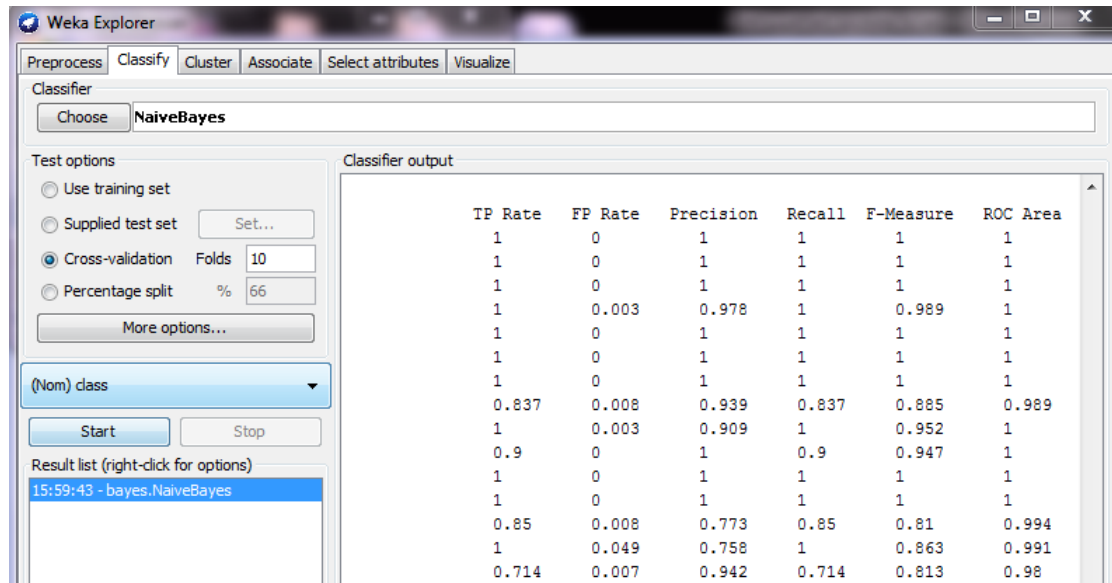 Weka Explorer
Preprocess Classify Cluster Associate Select attributes Visualize
Classifier
Choose NaiveBayes
Test options
Use training set
Supplied test set Set...
Cross-validation Folds 10
Percentage split % 66
More options...
(Nom) class
Start Stop
Result list (right-click for options)
15:59:43 - bayes.NaiveBayes
Classifier output
TP Rate FP Rate Precision Recall F-Measure ROC Area
1 0 1 1 1 1
1 0 1 1 1 1
1 0 1 1 1 1
1 0.003 0.978 1 0.989 1
1 0 1 1 1 1
1 0 1 1 1 1
1 0 1 1 1 1
0.837 0.008 0.939 0.837 0.885 0.989
1 0.003 0.909 1 0.952 1
0.9 0 1 0.9 0.947 1
1 0 1 1 1 1
1 0 1 1 1 1
0.85 0.008 0.773 0.85 0.81 0.994
1 0.049 0.758 1 0.863 0.991
0.714 0.007 0.942 0.714 0.813 0.98